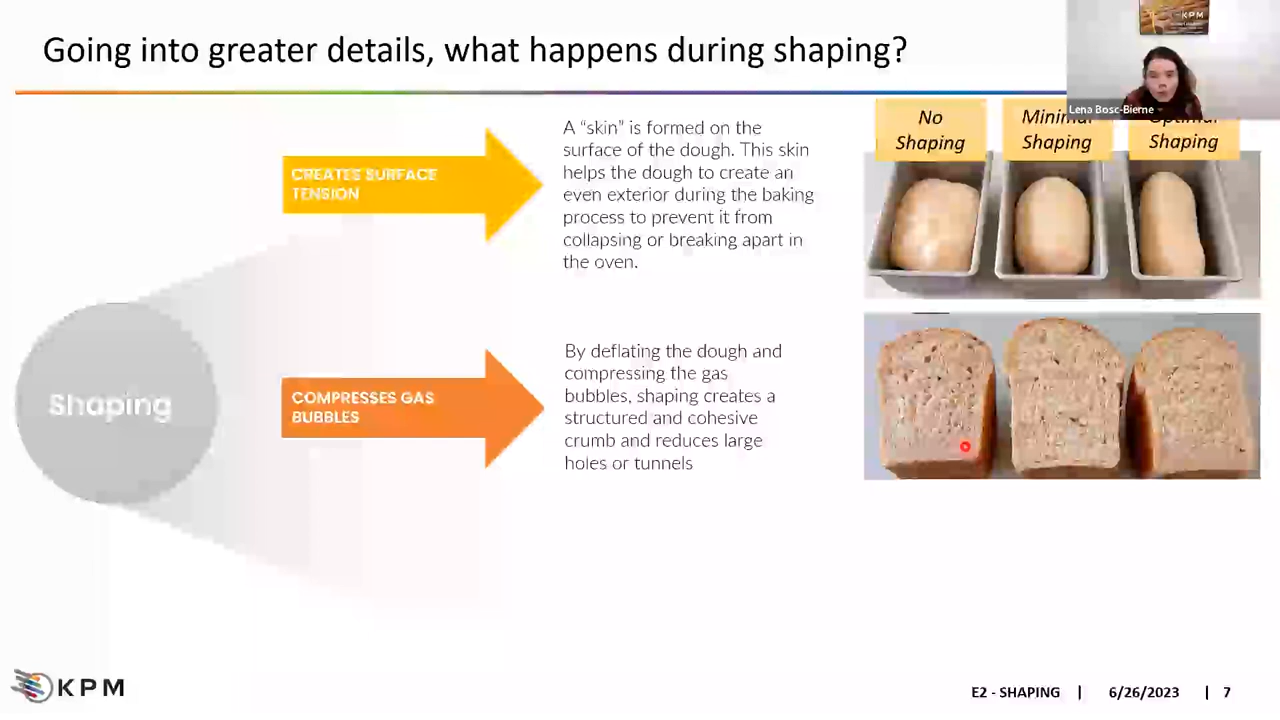 Going into greater details, what happens during shaping?
KPM
Lena Bosc-Bierne
No
Shaping
Minimal
Shaping
Optimal
Shaping
CREATES SURFACE
TENSION
A “skin” is formed on the
surface of the dough. This skin
helps the dough to create an
even exterior during the baking
process to prevent it from
collapsing or breaking apart in
the oven.
Shaping
COMPRESSES GAS
BUBBLES
By deflating the dough and
compressing the gas
bubbles, shaping creates a
structured and cohesive
crumb and reduces large
holes or tunnels
KPM
E2 - SHAPING | 6/26/2023 | 7